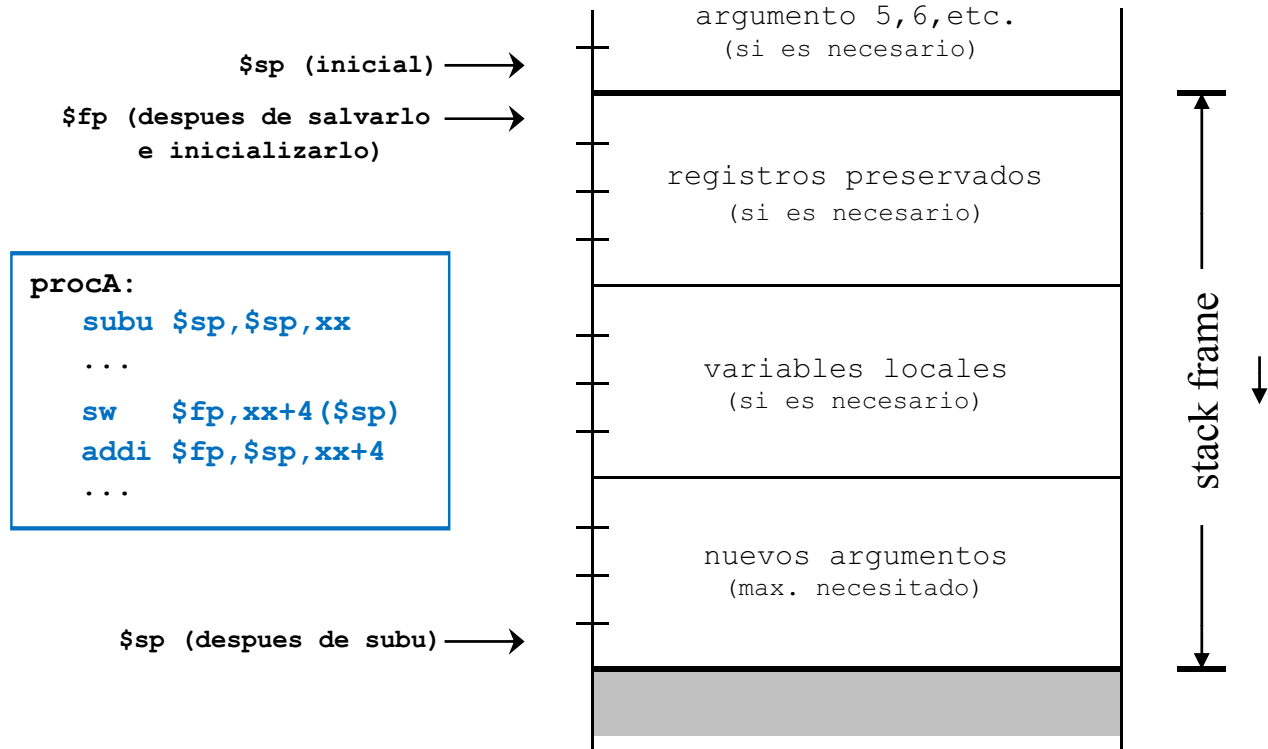 argumento 5,6,etc.
(si es necesario)
$sp (inicial)
$fp (despues de salvarlo
e inicializarlo)
registros preservados
(si es necesario)
procA:
subu $sp,$sp,xx
...
sw $fp,xx+4($sp)
addi $fp,$sp,xx+4
...
variables locales
(si es necesario)
stack frame
nuevos argumentos
(max. necesitado)
$sp (despues de subu)